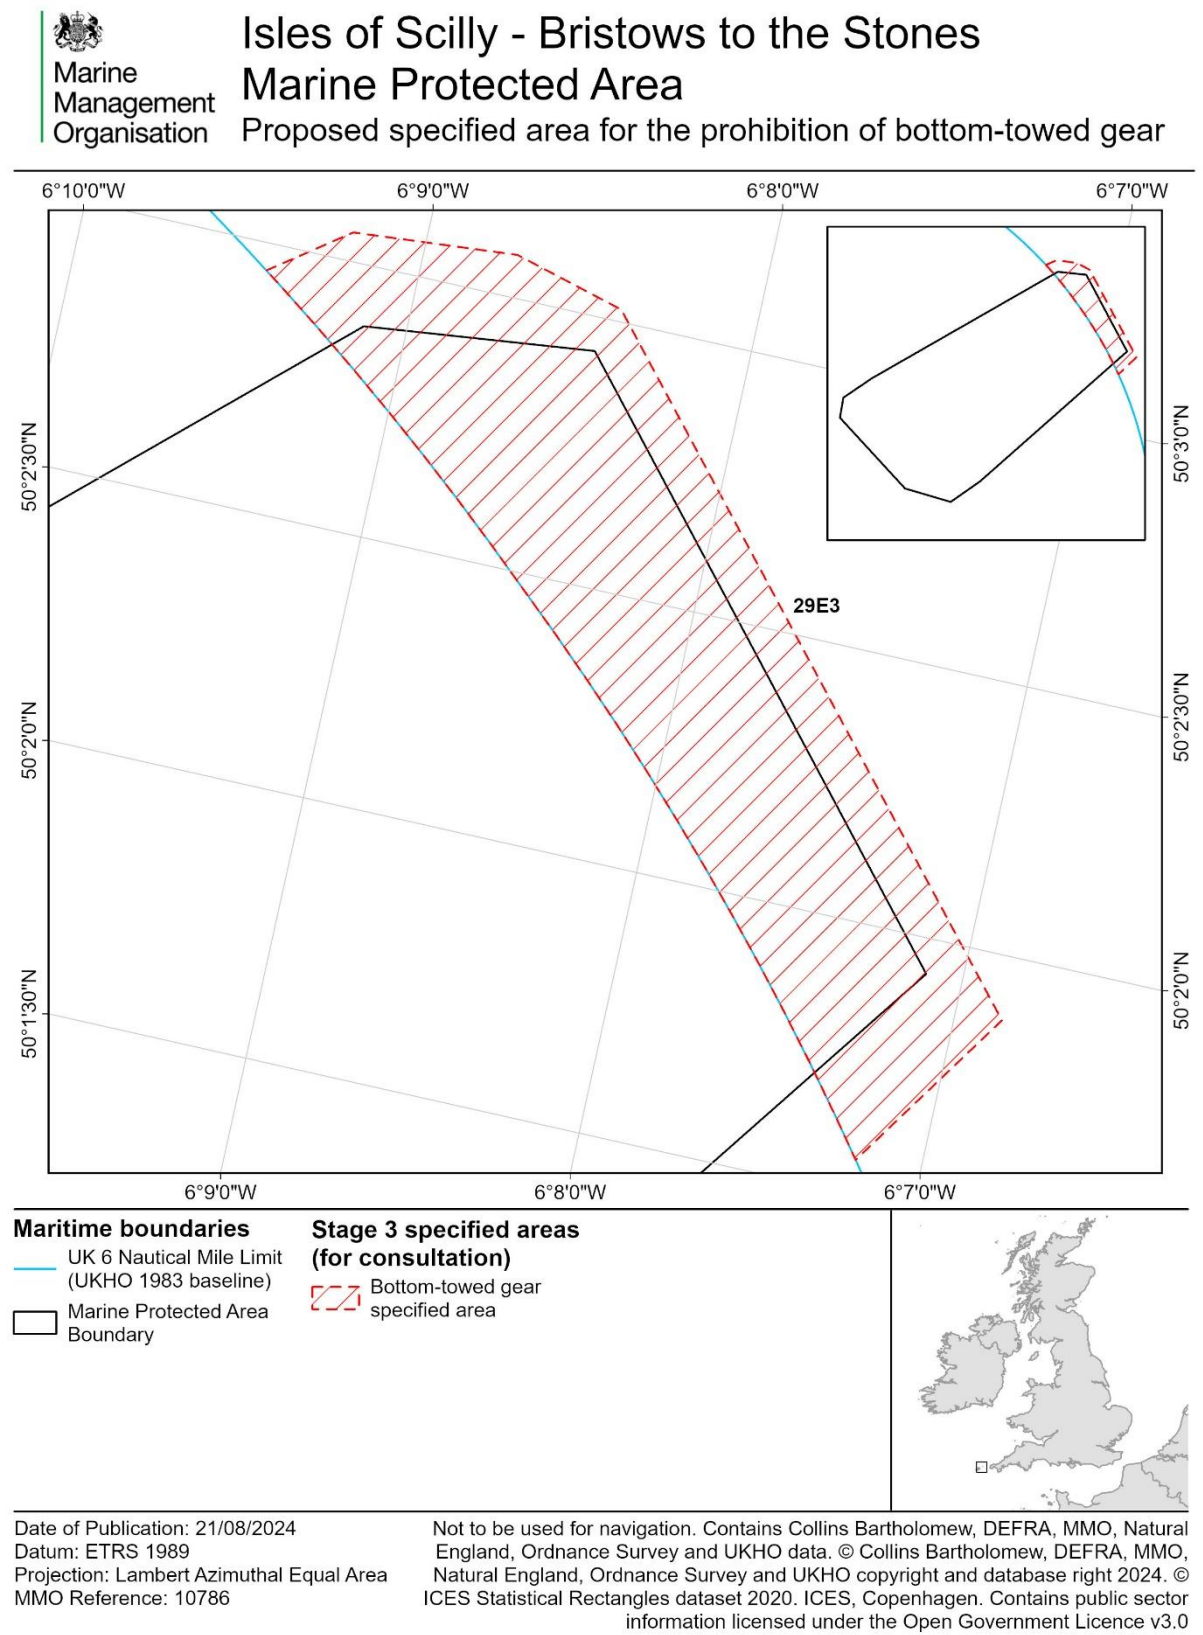 Isles of Scilly - Bristows to the Stones
Marine Protected Area
Proposed specified area for the prohibition of bottom-towed gear
Marine
Management
Organisation
6°10'0"W 6°9'0"W 6°8'0"W 6°7'0"W
50°3'0"N
50°2'30"N
29E3
50°2'30"N
50°2'0"N
50°2'0"N
50°1'30"N
6°9'0"W 6°8'0"W 6°7'0"W
Maritime boundaries
UK 6 Nautical Mile Limit
(UKHO 1983 baseline)
Marine Protected Area
Boundary
Stage 3 specified areas
(for consultation)
Bottom-towed gear
specified area
Date of Publication: 21/08/2024
Datum: ETRS 1989
Projection: Lambert Azimuthal Equal Area
MMO Reference: 10786
Not to be used for navigation. Contains Collins Bartholomew, DEFRA, MMO, Natural
England, Ordnance Survey and UKHO data. © Collins Bartholomew, DEFRA, MMO,
Natural England, Ordnance Survey and UKHO copyright and database right 2024. ©
ICES Statistical Rectangles dataset 2020. ICES, Copenhagen. Contains public sector
information licensed under the Open Government Licence v3.0